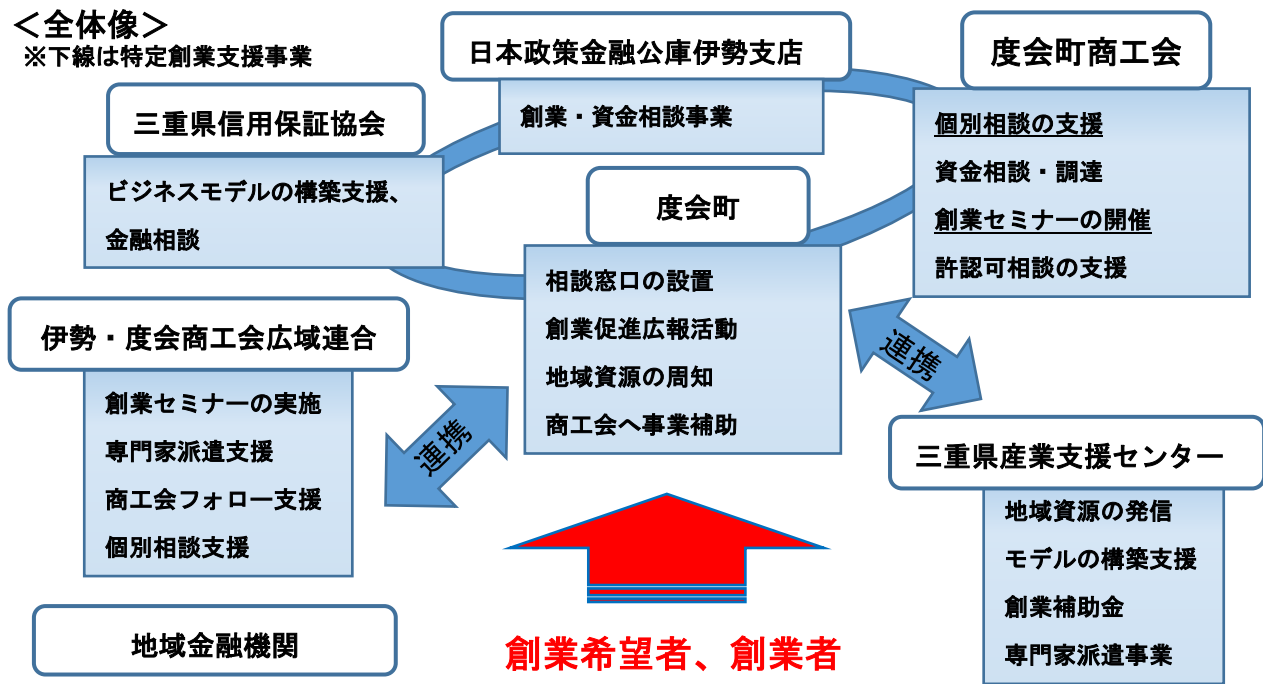 ＜全体像＞
※下線は特定創業支援事業
日本政策金融公庫伊勢支店
創業・資金相談事業
度会町商工会
個別相談の支援
資金相談・調達
創業セミナーの開催
許認可相談の支援
三重県信用保証協会
ビジネスモデルの構築支援、
金融相談
度会町
相談窓口の設置
創業促進広報活動
地域資源の周知
商工会へ事業補助
伊勢・度会商工会広域連合
創業セミナーの実施
専門家派遣支援
商工会フォロー支援
個別相談支援
連携
連携
三重県産業支援センター
地域資源の発信
モデルの構築支援
創業補助金
専門家派遣事業
地域金融機関
創業希望者、創業者